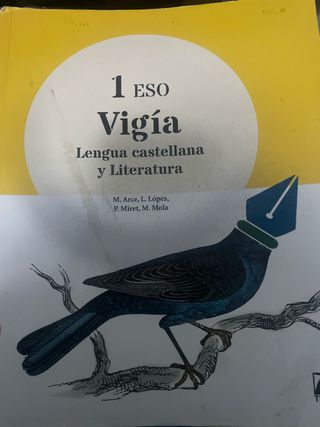 1 ESO
Vigía
Lengua castellana
y Literatura
M. Arce, L. López,
P. Miret, M. Mola